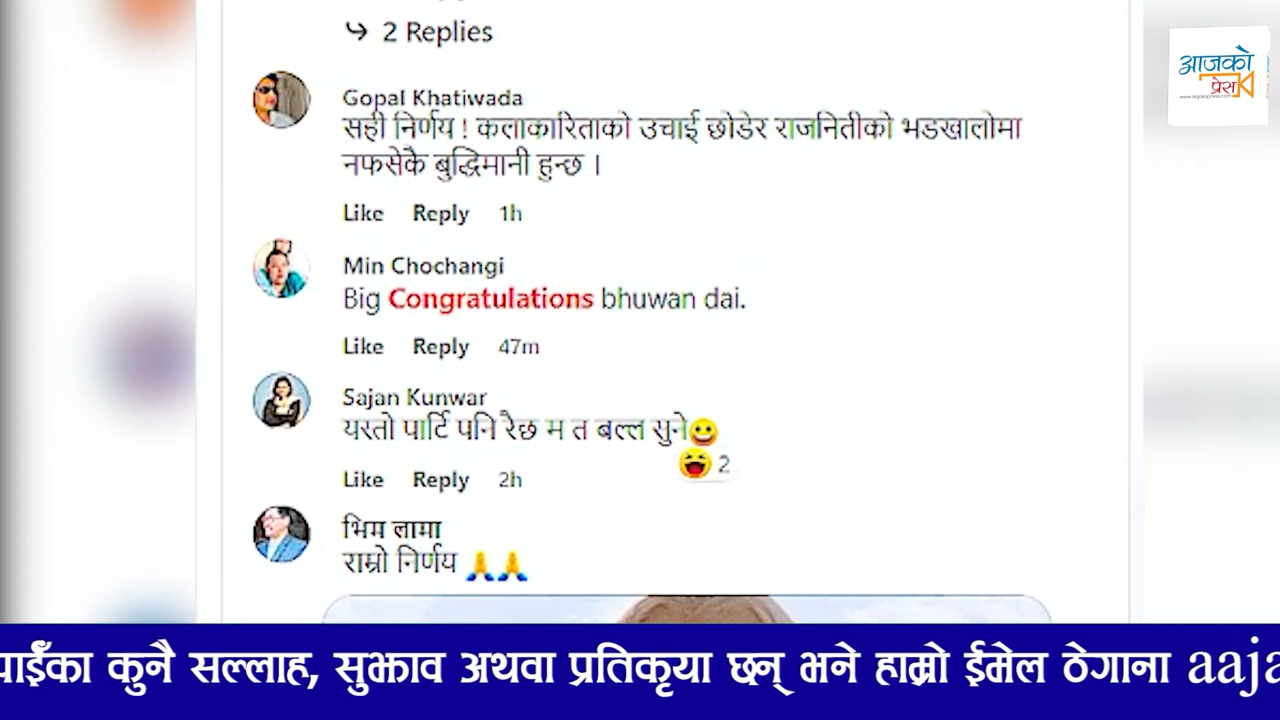 2 Replies
Gopal Khatiwada
सही निर्णय ! कलाकारिताको उचाई छोडेर राजनितीको भडखालोमा
नफसेकै बुद्धिमानी हुन्छ ।
Like Reply 1h
Min Chochangi
Big Congratulations bhuwan dai.
Like Reply 47m
Sajan Kunwar
यस्तो पार्टि पनि रैछ म त बल्ल सुने😀
😆 2
Like Reply 2h
भिम लामा
राम्रो निर्णय 🙏🙏
आजको
प्रेस
पाईँका कुनै सल्लाह, सुझाव अथवा प्रतिकृया छन् भने हाम्रो ईमेल ठेगाना aaja